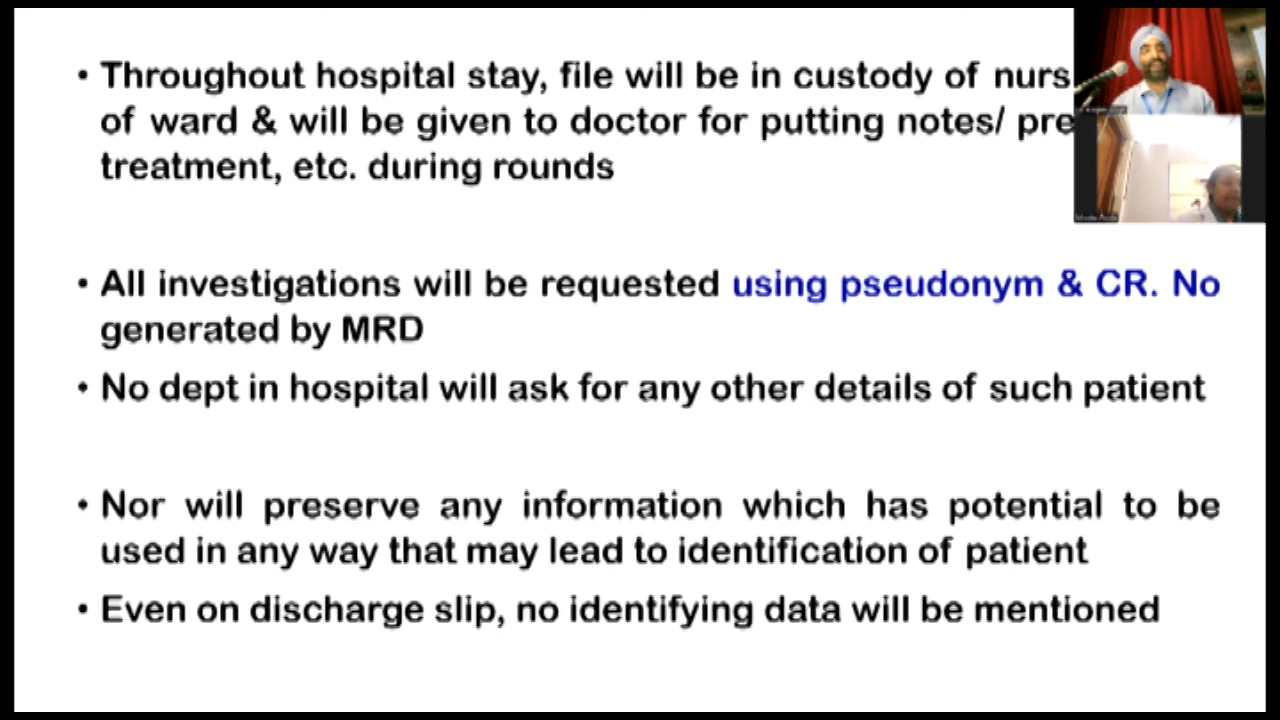 • Throughout hospital stay, file will be in custody of nurs
of ward & will be given to doctor for putting notes/ pre
treatment, etc. during rounds
• All investigations will be requested using pseudonym & CR. No
generated by MRD
• No dept in hospital will ask for any other details of such patient
• Nor will preserve any information which has potential to be
used in any way that may lead to identification of patient
• Even on discharge slip, no identifying data will be mentioned